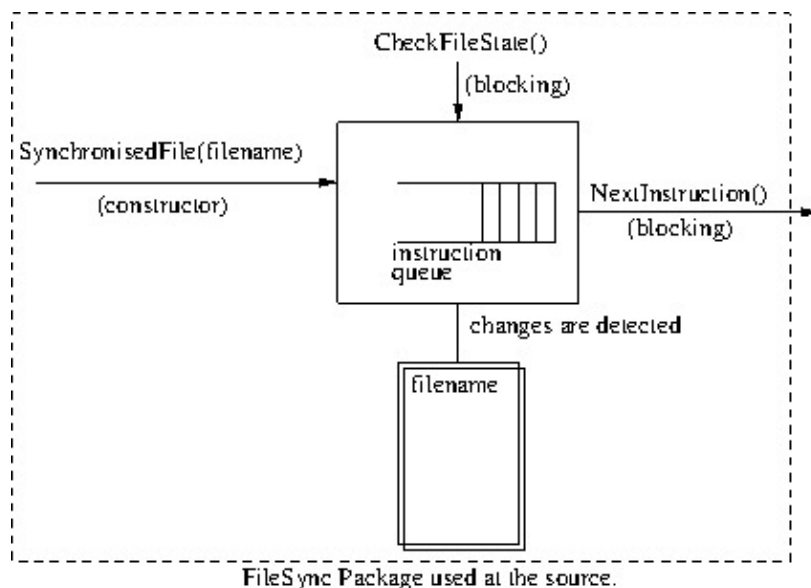 CheckFileState()
(blocking)
SynchronisedFile(filename)
(constructor)
NextInstruction()
(blocking)
instruction
queue
changes are detected
filename
FileSync Package used at the source.